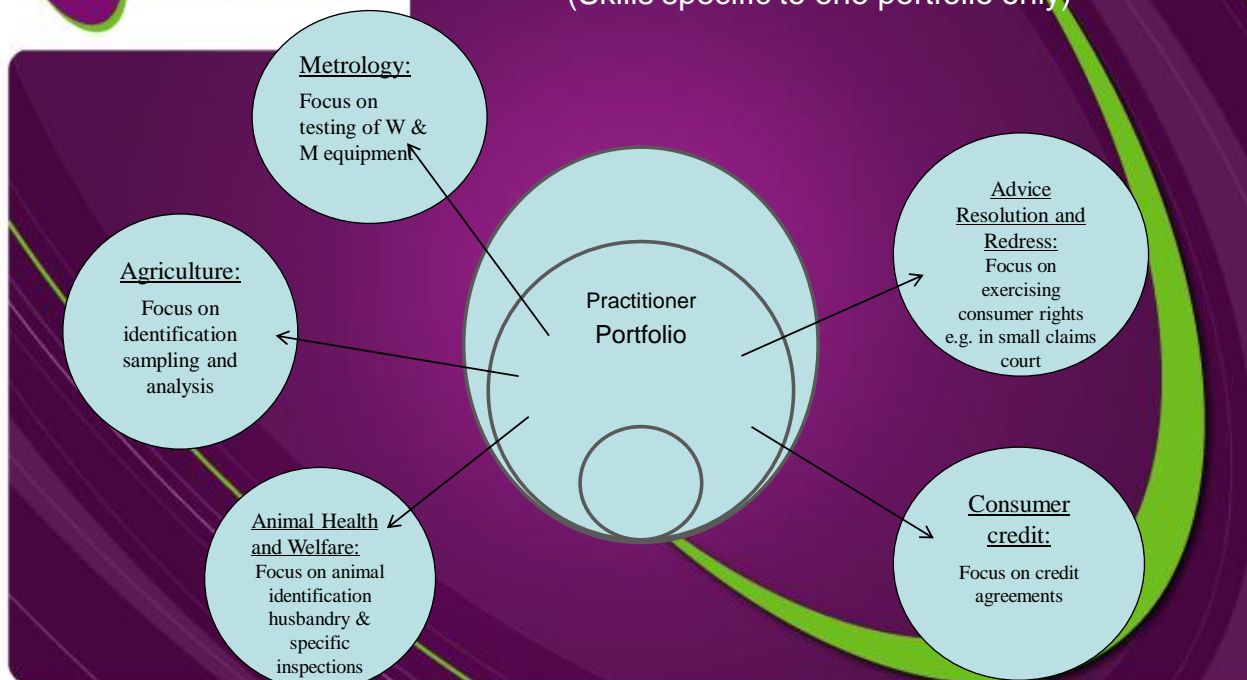 (Skills specific to one portfolio only)
Metrology:
Focus on
testing of W &
M equipment
Agriculture:
Focus on
identification
sampling and
analysis
Animal Health
and Welfare:
Focus on animal
identification
husbandry &
specific
inspections
Practitioner
Portfolio
Advice
Resolution and
Redress:
Focus on
exercising
consumer rights
e.g. in small claims
court
Consumer
credit:
Focus on credit
agreements